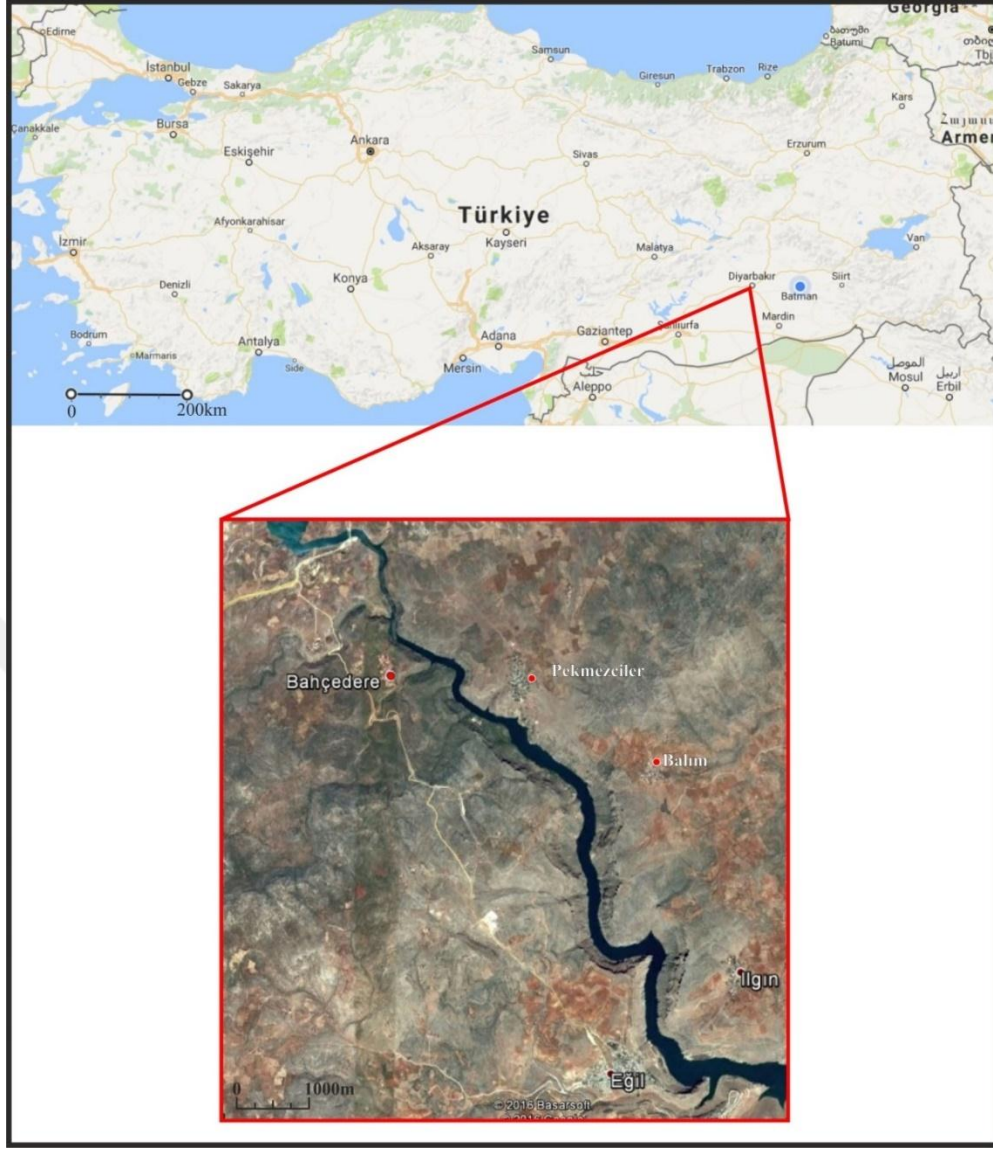 Georgia
Edirne
İstanbul
Gebze
Sakarya
Samsun
Giresun
Trabzon
Rize
ბათუმი
Batumi
Kars
Çanakkale
Bursa
Eskişehir
Ankara
Sivas
Erzurum
Türkiye
Kayseri
Afyonkarahisar
Aksaray
İzmir
Konya
Malatya
Van
Denizli
Diyarbakır
Siirt
Batman
Mardin
Bodrum
Marmaris
Antalya
Side
Adana
Mersin
Gaziantep
Şanlıurfa
حلب
Aleppo
الموصل
Mosul
اربيل
Erbil
0 200km
Bahçedere
Pekmezciler
Balım
Ilgın
Eğil
0 1000m
© 2016 Basarsoft